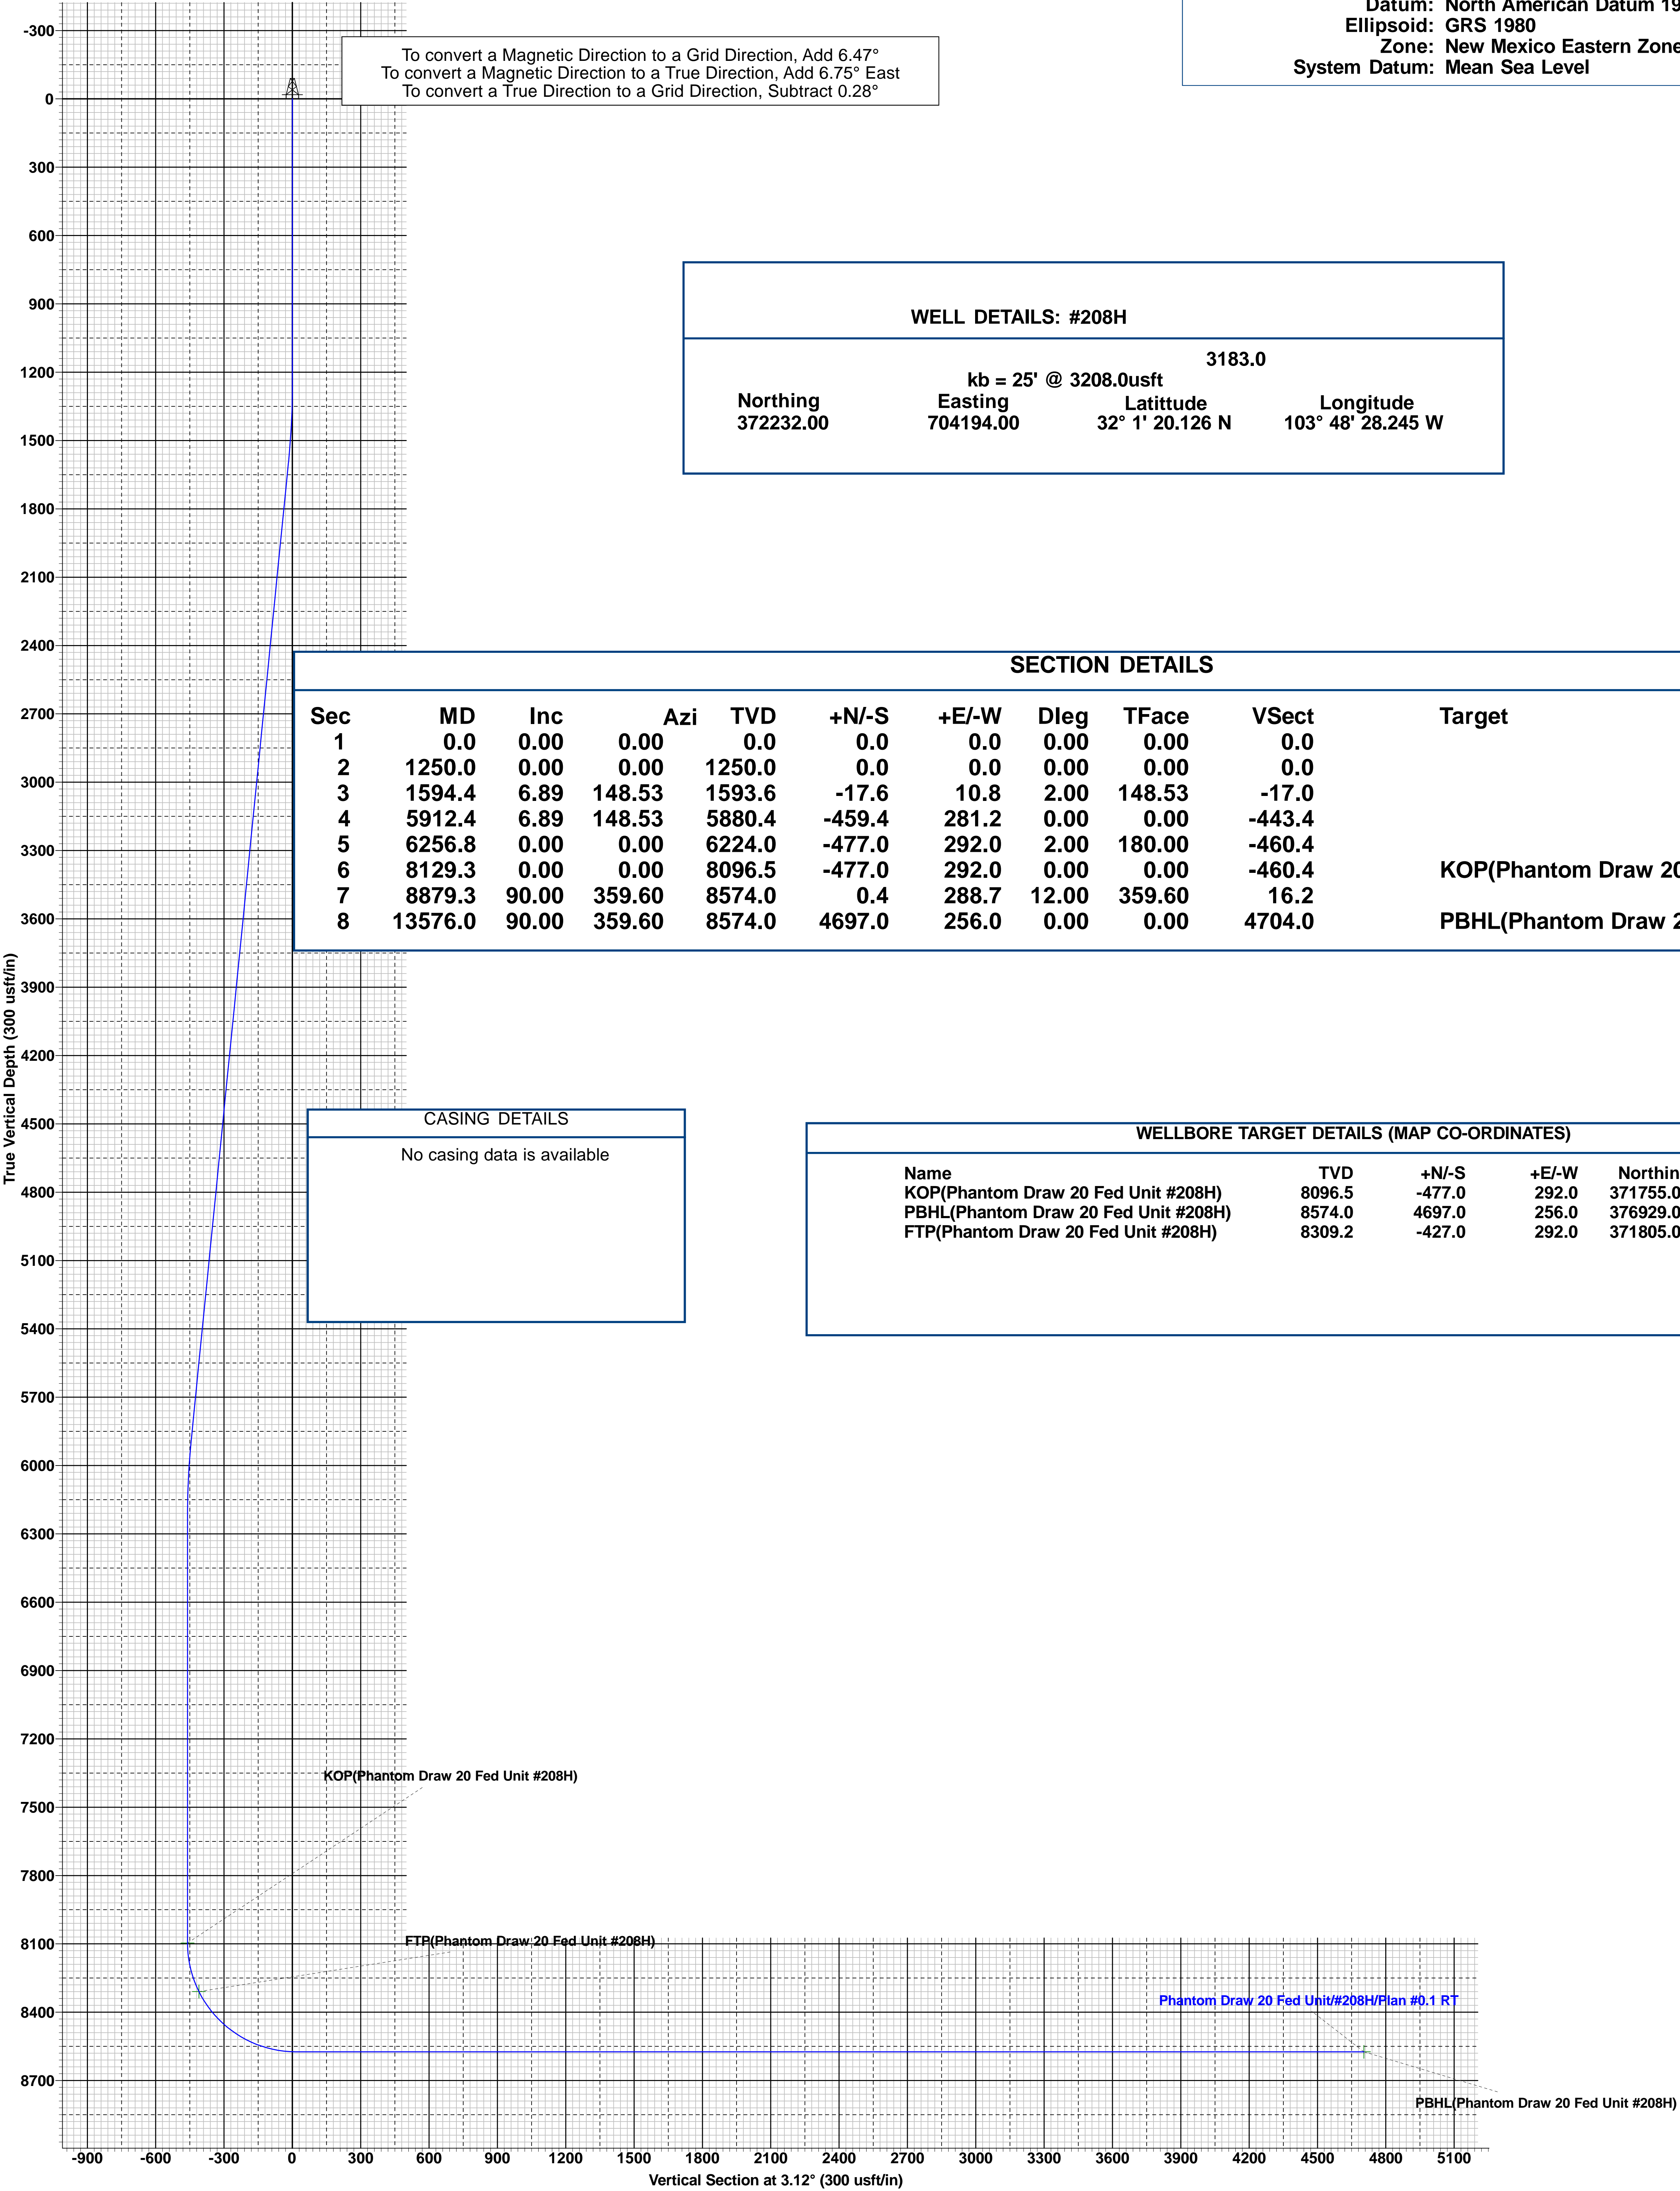 Datum: North American Datum 19
Ellipsoid: GRS 1980
Zone: New Mexico Eastern Zone
System Datum: Mean Sea Level
To convert a Magnetic Direction to a Grid Direction, Add 6.47°
To convert a Magnetic Direction to a True Direction, Add 6.75° East
To convert a True Direction to a Grid Direction, Subtract 0.28°
WELL DETAILS: #208H
3183.0
kb = 25' @ 3208.0usft
Northing Easting Latittude Longitude
372232.00 704194.00 32° 1' 20.126 N 103° 48' 28.245 W
SECTION DETAILS
Sec MD Inc Azi TVD +N/-S +E/-W Dleg TFace VSect Target
1 0.0 0.00 0.00 0.0 0.0 0.0 0.00 0.00 0.0
2 1250.0 0.00 0.00 1250.0 0.0 0.0 0.00 0.00 0.0
3 1594.4 6.89 148.53 1593.6 -17.6 10.8 2.00 148.53 -17.0
4 5912.4 6.89 148.53 5880.4 -459.4 281.2 0.00 0.00 -443.4
5 6256.8 0.00 0.00 6224.0 -477.0 292.0 2.00 180.00 -460.4
6 8129.3 0.00 0.00 8096.5 -477.0 292.0 0.00 0.00 -460.4 KOP(Phantom Draw 20
7 8879.3 90.00 359.60 8574.0 0.4 288.7 12.00 359.60 16.2
8 13576.0 90.00 359.60 8574.0 4697.0 256.0 0.00 0.00 4704.0 PBHL(Phantom Draw 2
CASING DETAILS
No casing data is available
WELLBORE TARGET DETAILS (MAP CO-ORDINATES)
Name TVD +N/-S +E/-W Northin
KOP(Phantom Draw 20 Fed Unit #208H) 8096.5 -477.0 292.0 371755.0
PBHL(Phantom Draw 20 Fed Unit #208H) 8574.0 4697.0 256.0 376929.0
FTP(Phantom Draw 20 Fed Unit #208H) 8309.2 -427.0 292.0 371805.0
True Vertical Depth (300 usft/in)
-300
0
300
600
900
1200
1500
1800
2100
2400
2700
3000
3300
3600
3900
4200
4500
4800
5100
5400
5700
6000
6300
6600
6900
7200
7500
7800
8100
8400
8700
KOP(Phantom Draw 20 Fed Unit #208H)
FTP(Phantom Draw 20 Fed Unit #208H)
Phantom Draw 20 Fed Unit/#208H/Plan #0.1 RT
PBHL(Phantom Draw 20 Fed Unit #208H)
-900 -600 -300 0 300 600 900 1200 1500 1800 2100 2400 2700 3000 3300 3600 3900 4200 4500 4800 5100
Vertical Section at 3.12° (300 usft/in)